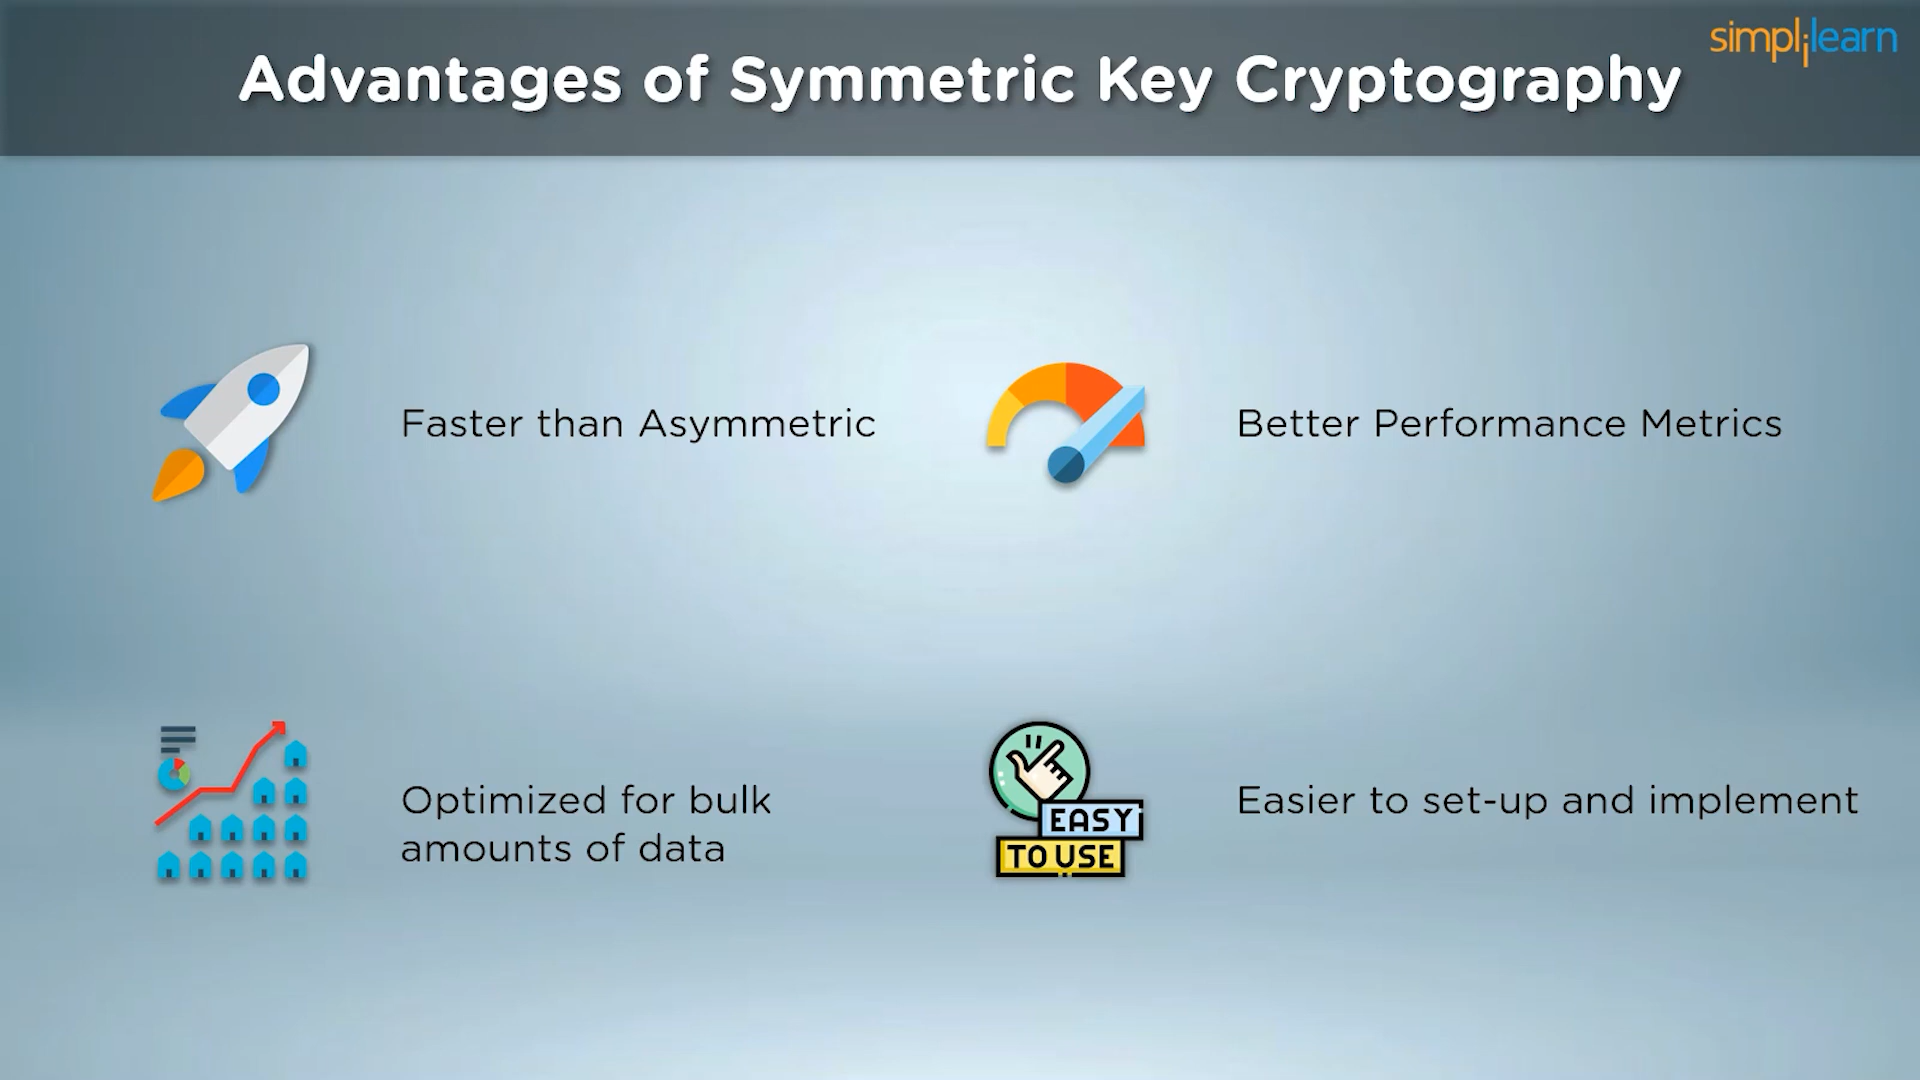 simplilearn
Advantages of Symmetric Key Cryptography
Faster than Asymmetric
Better Performance Metrics
Optimized for bulk
amounts of data
EASY
TO USE
Easier to set-up and implement